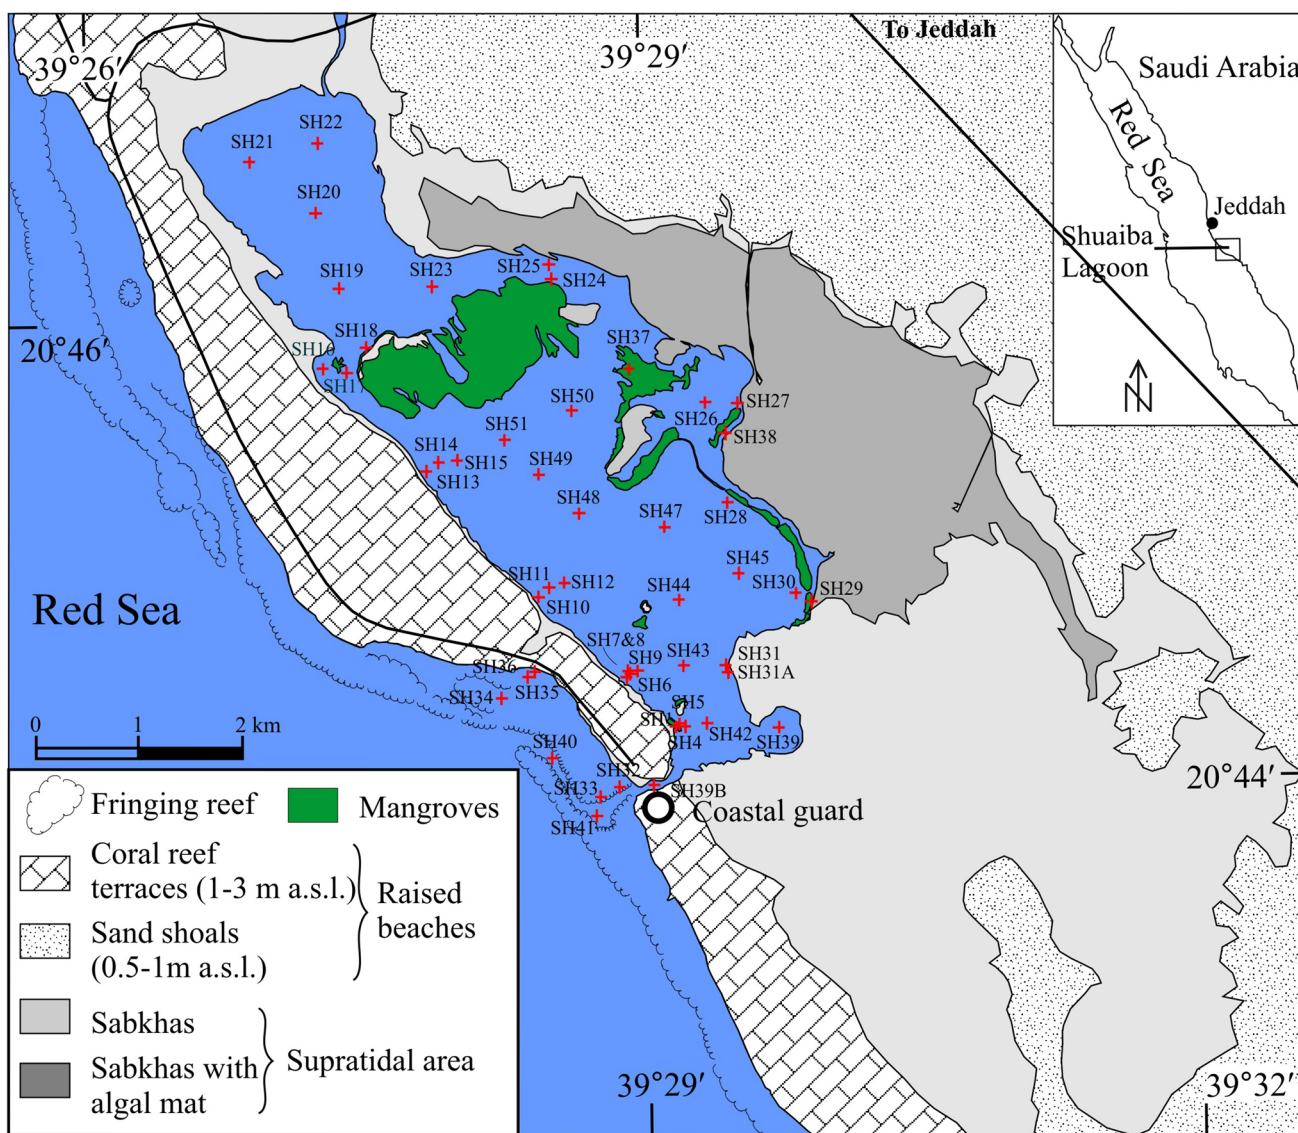 To Jeddah
39°26′
39°29′
Saudi Arabia
Red Sea
Jeddah
Shuaiba
Lagoon
N
SH22
SH21
SH20
SH19
SH23
SH25
SH24
SH18
SH16
SH17
SH37
20°46′
SH50
SH26
SH27
SH51
SH38
SH14
SH15
SH13
SH49
SH48
SH47
SH28
SH45
SH11
SH12
SH10
SH44
SH30
SH29
Red Sea
SH7&8
SH9
SH43
SH31
SH31A
SH36
SH35
SH6
SH34
SH5
SH4
SH42
SH39
0 1 2 km
SH40
SH32
SH33
SH39B
SH41
20°44′
Coastal guard
Fringing reef
Mangroves
Coral reef
terraces (1-3 m a.s.l.)
Raised
beaches
Sand shoals
(0.5-1m a.s.l.)
Sabkhas
Supratidal area
Sabkhas with
algal mat
39°29′
39°32′